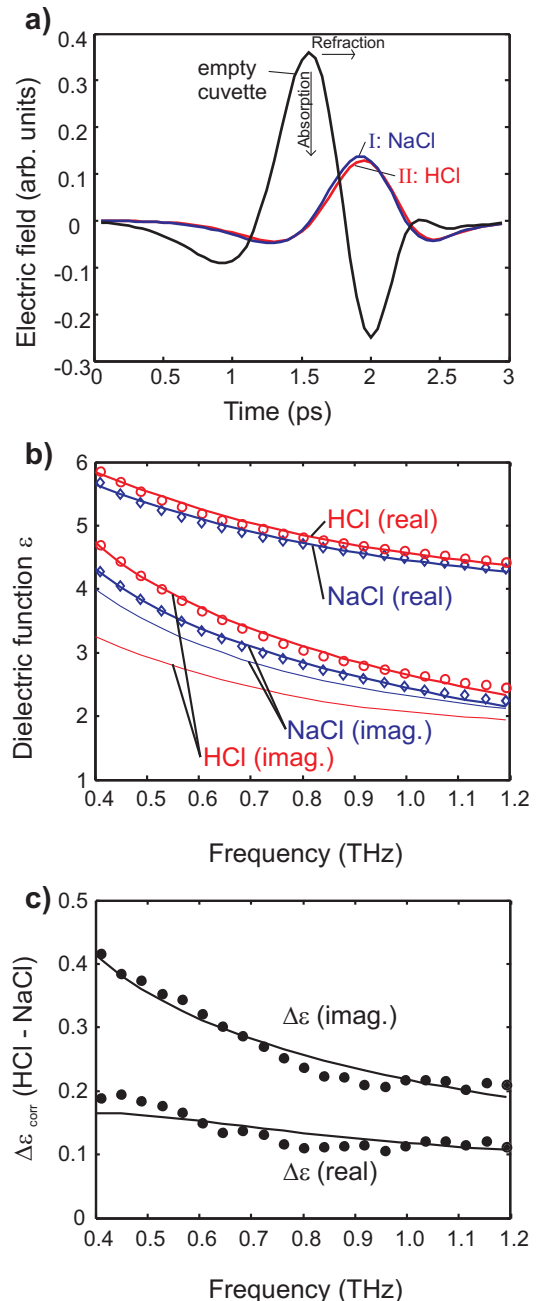 a)
0.4
0.3
0.2
0.1
0
-0.1
-0.2
-0.3
Electric field (arb. units)
Refraction
empty
cuvette
Absorption
I: NaCl
II: HCl
0
1
2
3
0.5
1.5
2.5
Time (ps)
b)
6
5
4
3
2
1
Dielectric function ε
HCl (real)
NaCl (real)
NaCl (imag.)
HCl (imag.)
0.4 0.5 0.6 0.7 0.8 0.9 1.0 1.1 1.2
Frequency (THz)
c)
0.5
0.4
0.3
0.2
0.1
0
Δε corr (HCl - NaCl)
Δε (imag.)
Δε (real)
0.4 0.5 0.6 0.7 0.8 0.9 1.0 1.1 1.2
Frequency (THz)